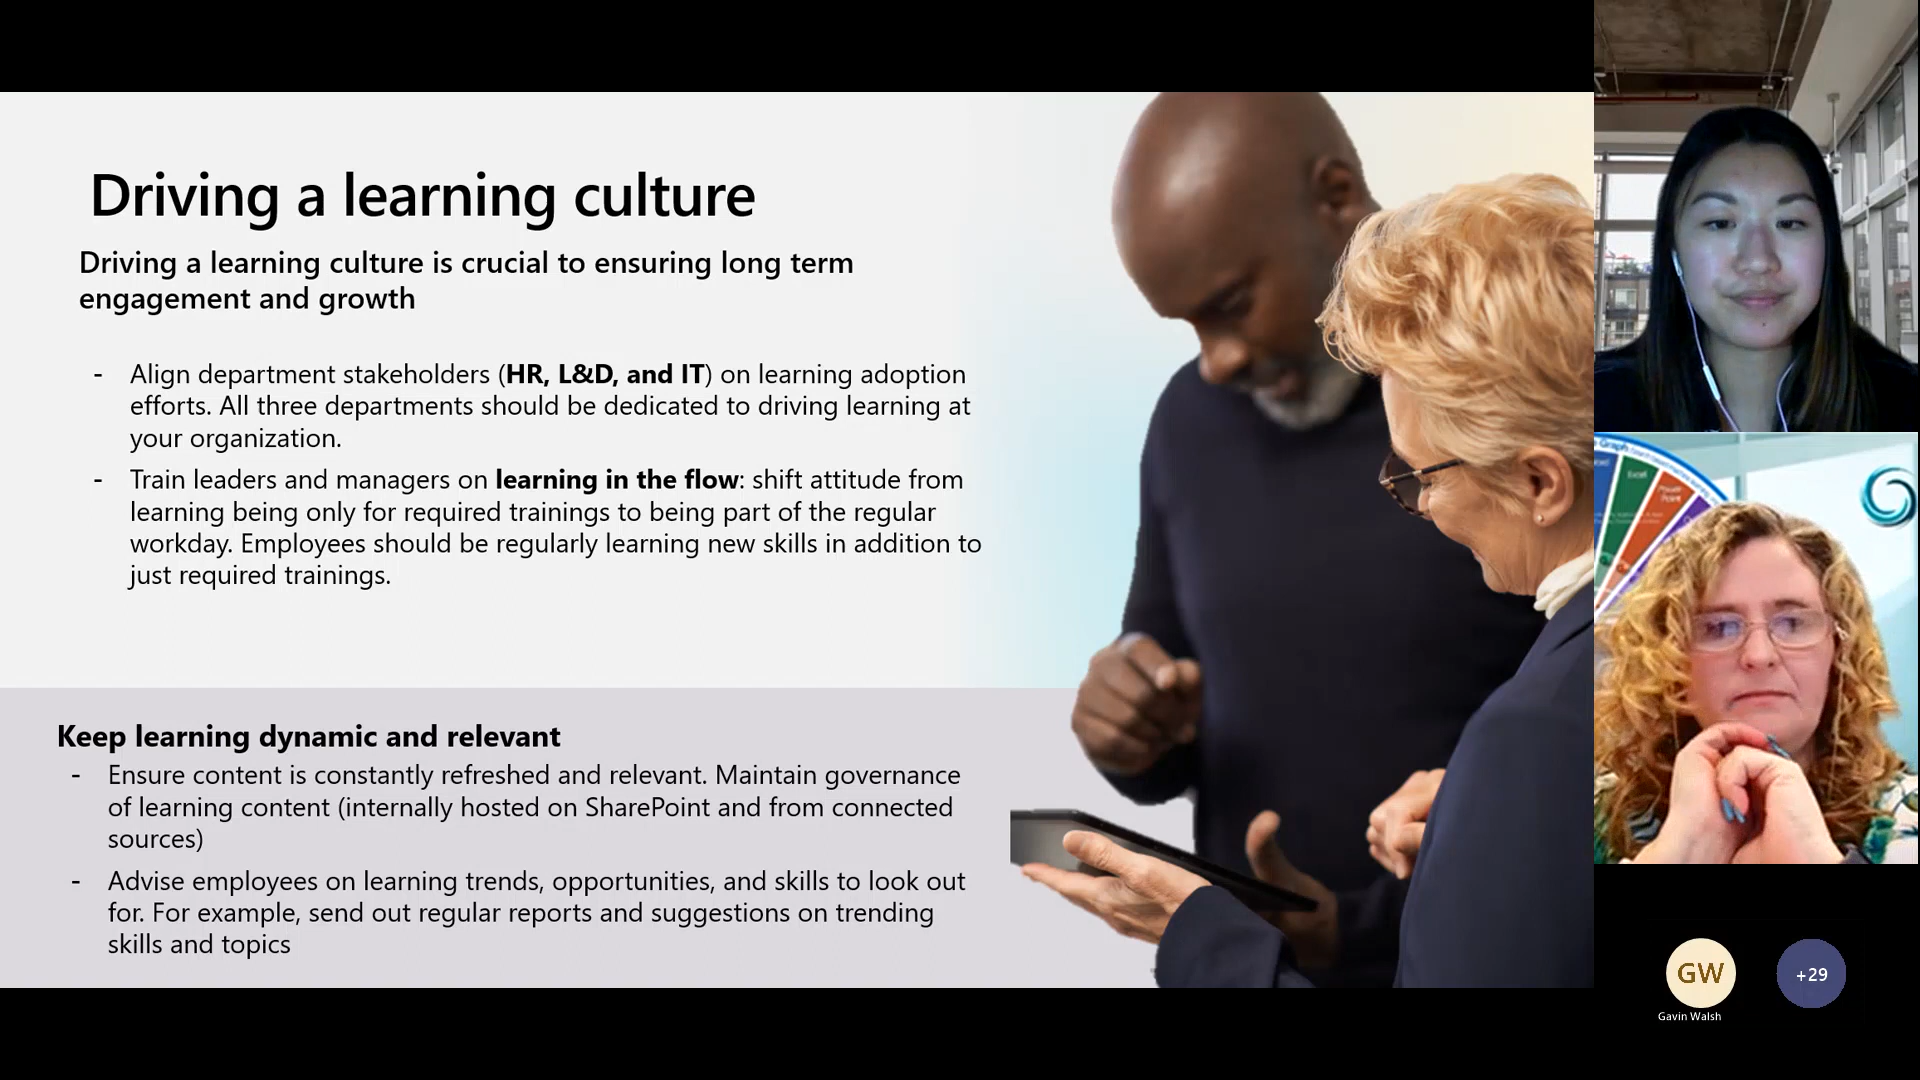 Driving a learning culture
Driving a learning culture is crucial to ensuring long term
engagement and growth
- Align department stakeholders (HR, L&D, and IT) on learning adoption
efforts. All three departments should be dedicated to driving learning at
your organization.
- Train leaders and managers on learning in the flow: shift attitude from
learning being only for required trainings to being part of the regular
workday. Employees should be regularly learning new skills in addition to
just required trainings.
Keep learning dynamic and relevant
- Ensure content is constantly refreshed and relevant. Maintain governance
of learning content (internally hosted on SharePoint and from connected
sources)
- Advise employees on learning trends, opportunities, and skills to look out
for. For example, send out regular reports and suggestions on trending
skills and topics
Graph
Excel
Power
Point
GW
+29
Gavin Walsh